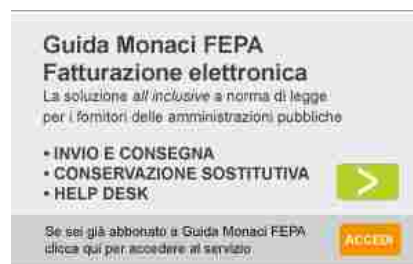 Guida Monaci FEPA
Fatturazione elettronica
La soluzione all inclusive a norma di legge
per i fornitori delle amministrazioni pubbliche
• INVIO E CONSEGNA
• CONSERVAZIONE SOSTITUTIVA
• HELP DESK
>
Se sei già abbonato a Guida Monaci FEPA
clicca qui per accedere al servizio
ACCEDI